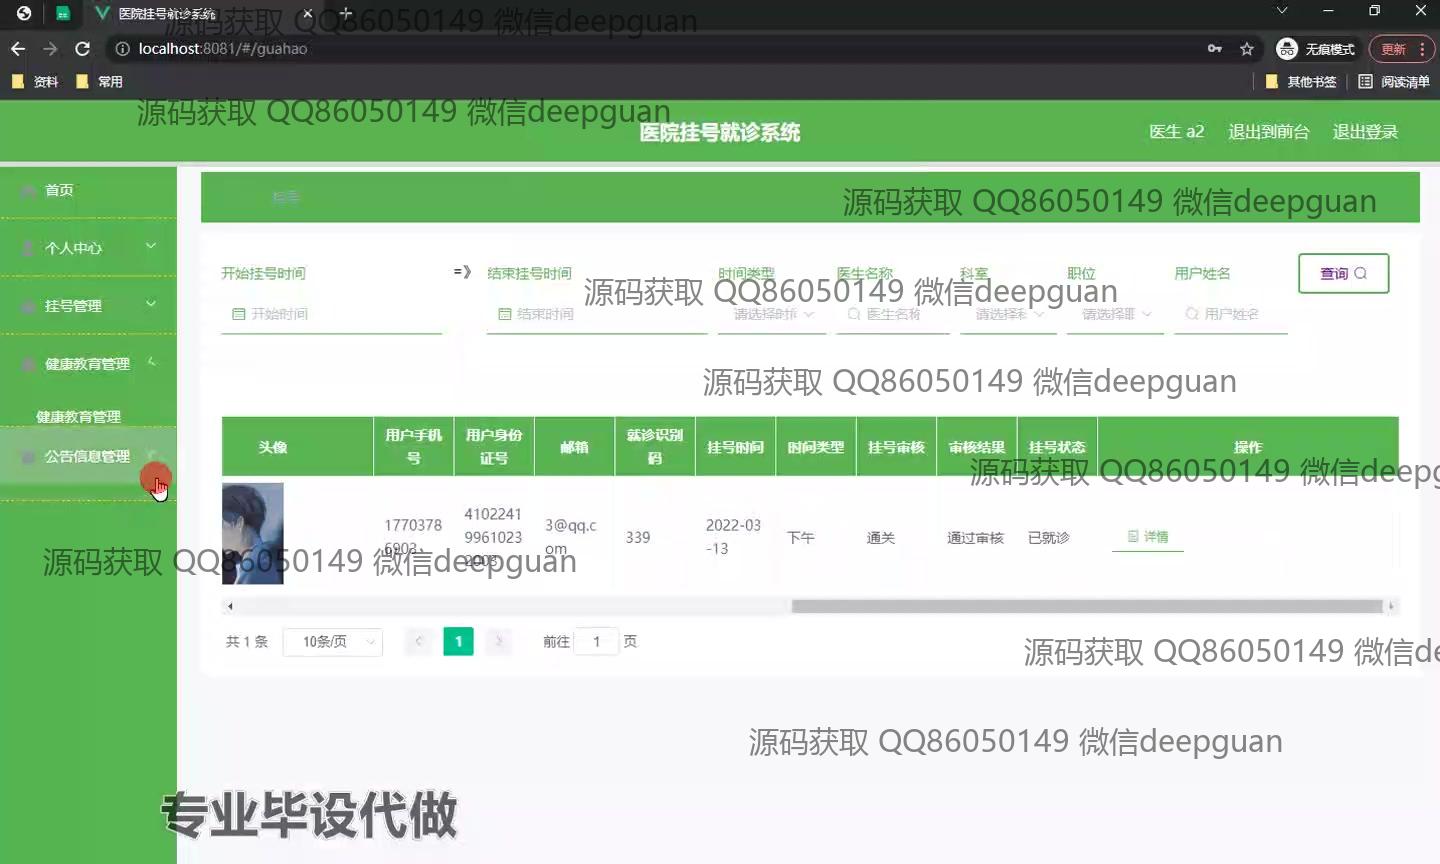 医院挂号就诊系统
源码获取 QQ86050149 微信deepguan
localhost:8081/#/guahao
无痕模式
更新
资料
常用
其他书签
阅读清单
源码获取 QQ86050149 微信deepguan
医院挂号就诊系统
医生 a2
退出到前台
退出登录
首页
挂号
源码获取 QQ86050149 微信deepguan
个人中心
挂号管理
健康教育管理
健康教育管理
公告信息管理
开始挂号时间
=》
结束挂号时间
时间类型
医生名称
科室
职位
用户姓名
查询
源码获取 QQ86050149 微信deepguan
开始时间
结束时间
请选择时
医生名称
请选择科
请选择职
用户姓名
源码获取 QQ86050149 微信deepguan
头像
用户手机
号
用户身份
证号
邮箱
就诊识别
码
挂号时间
时间类型
挂号审核
审核结果
挂号状态
操作
源码获取 QQ86050149 微信deep
1770378
6903
4102241
9961023
2003
3@qq.c
om
339
2022-03
-13
下午
通关
通过审核
已就诊
详情
源码获取 QQ86050149 微信deepguan
共 1 条
10条/页
1
前往
1
页
源码获取 QQ86050149 微信de
源码获取 QQ86050149 微信deepguan
专业毕设代做